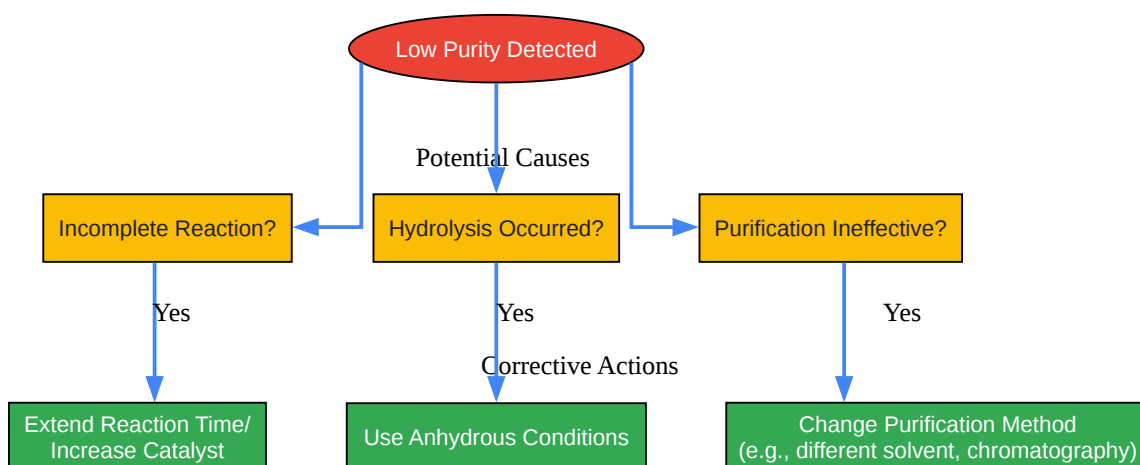 Low Purity Detected
Potential Causes
Incomplete Reaction?
Hydrolysis Occurred?
Purification Ineffective?
Yes
Yes
Yes
Corrective Actions
Extend Reaction Time/
Increase Catalyst
Use Anhydrous Conditions
Change Purification Method
(e.g., different solvent, chromatography)